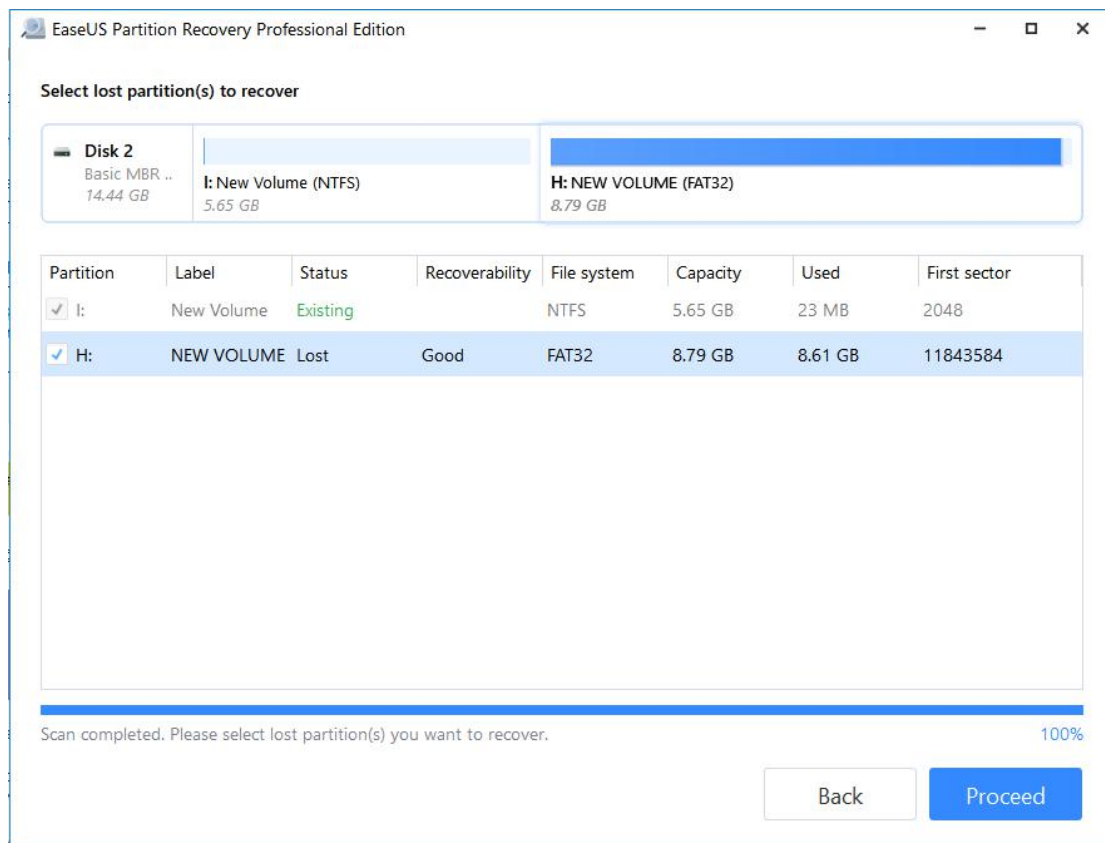 EaseUS Partition Recovery Professional Edition
Select lost partition(s) to recover
Disk 2
Basic MBR ..
14.44 GB
I: New Volume (NTFS)
5.65 GB
H: NEW VOLUME (FAT32)
8.79 GB
Partition Label Status Recoverability File system Capacity Used First sector
I: New Volume Existing NTFS 5.65 GB 23 MB 2048
H: NEW VOLUME Lost Good FAT32 8.79 GB 8.61 GB 11843584
Scan completed. Please select lost partition(s) you want to recover. 100%
Back Proceed